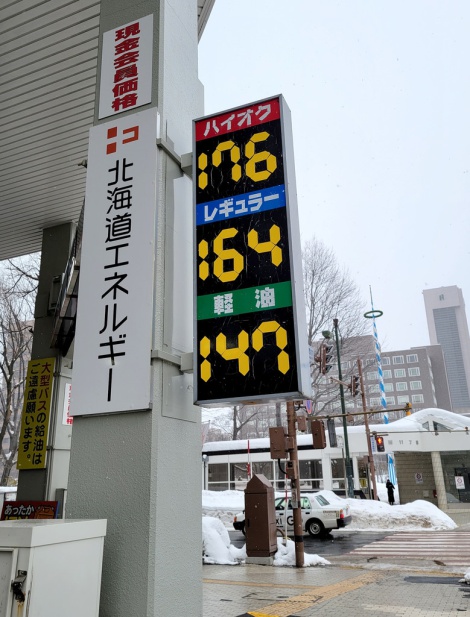 現金会員価格
北海道エネルギー
ハイオク
176
レギュラー
164
軽油
147
大型バスの給油は
ご遠慮願います。
あったか